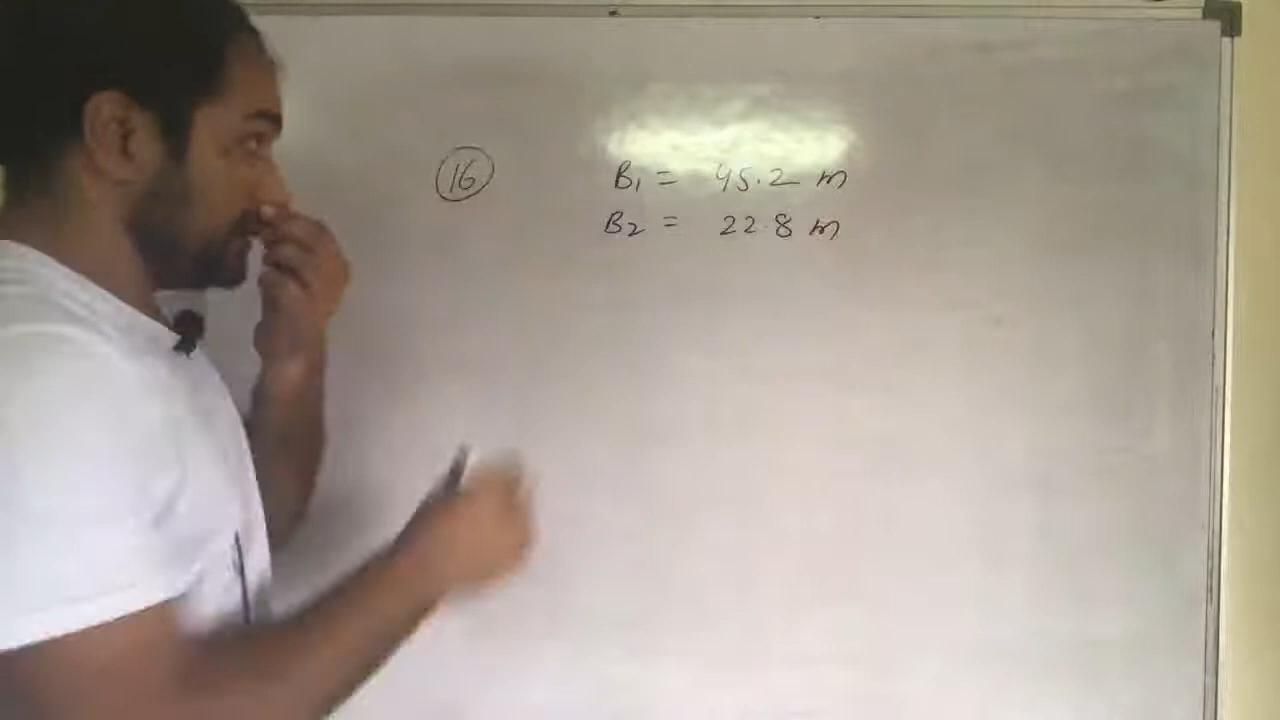 16
B1 = 45.2 m
B2 = 22.8 m